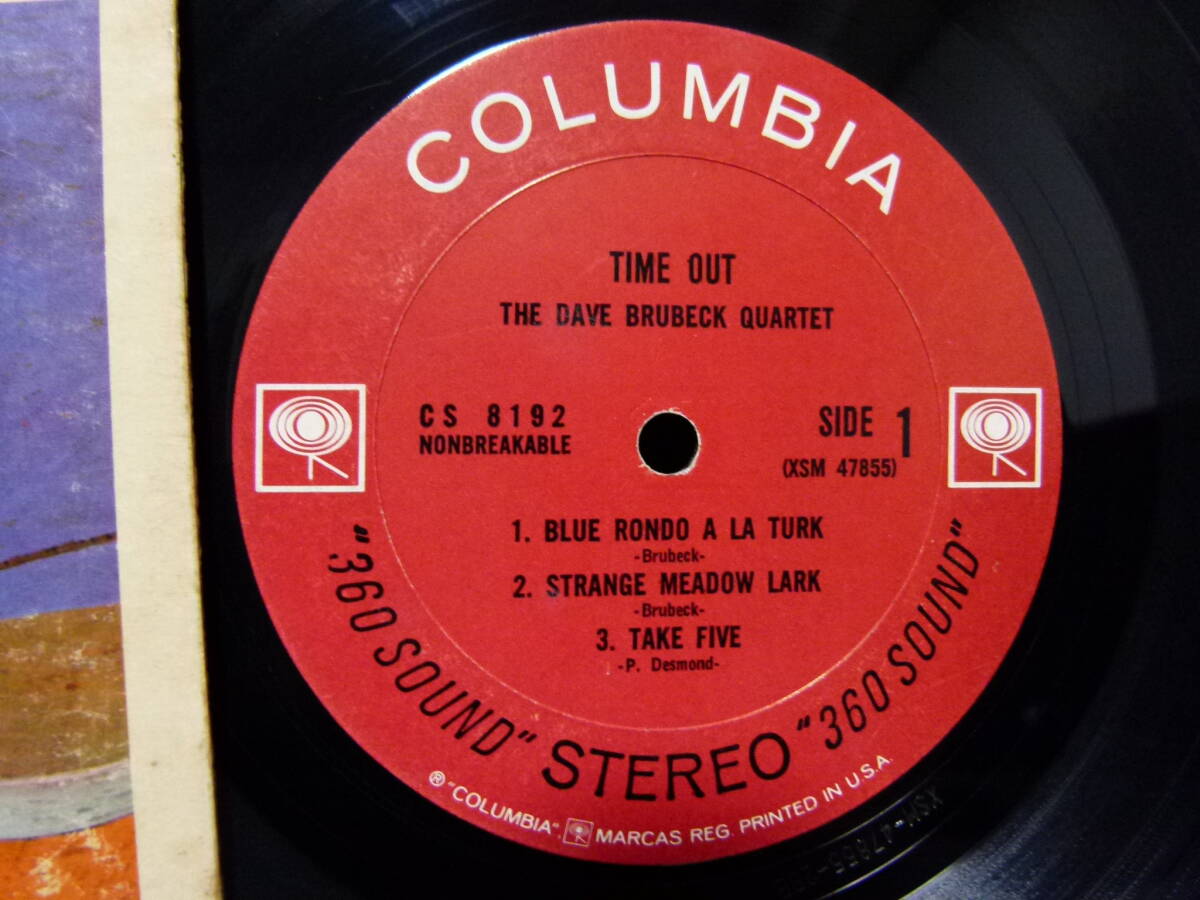 COLUMBIA
TIME OUT
THE DAVE BRUBECK QUARTET
CS 8192
NONBREAKABLE
SIDE 1
(XSM 47855)
1. BLUE RONDO A LA TURK
-Brubeck-
2. STRANGE MEADOW LARK
-Brubeck-
3. TAKE FIVE
-P. Desmond-
"360 SOUND" STEREO "360 SOUND"
® "COLUMBIA", MARCAS REG. PRINTED IN U.S.A.